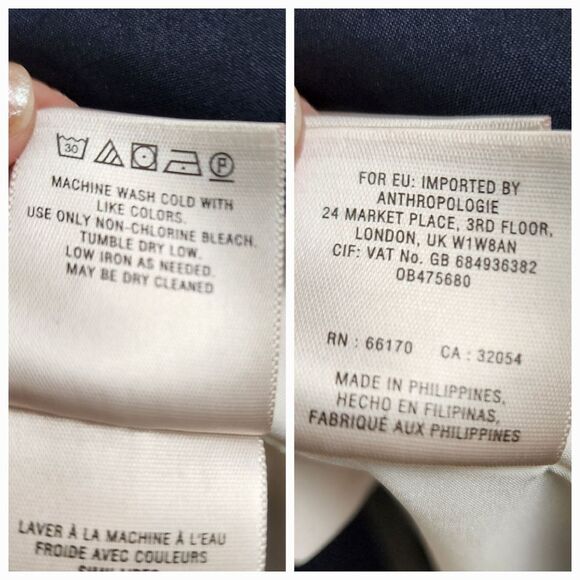 30
P
MACHINE WASH COLD WITH
LIKE COLORS.
USE ONLY NON-CHLORINE BLEACH.
TUMBLE DRY LOW.
LOW IRON AS NEEDED.
MAY BE DRY CLEANED
LAVER À LA MACHINE À L'EAU
FROIDE AVEC COULEURS
FOR EU: IMPORTED BY
ANTHROPOLOGIE
24 MARKET PLACE, 3RD FLOOR,
LONDON, UK W1W8AN
CIF: VAT No. GB 684936382
OB475680
RN : 66170 CA : 32054
MADE IN PHILIPPINES,
HECHO EN FILIPINAS,
FABRIQUÉ AUX PHILIPPINES